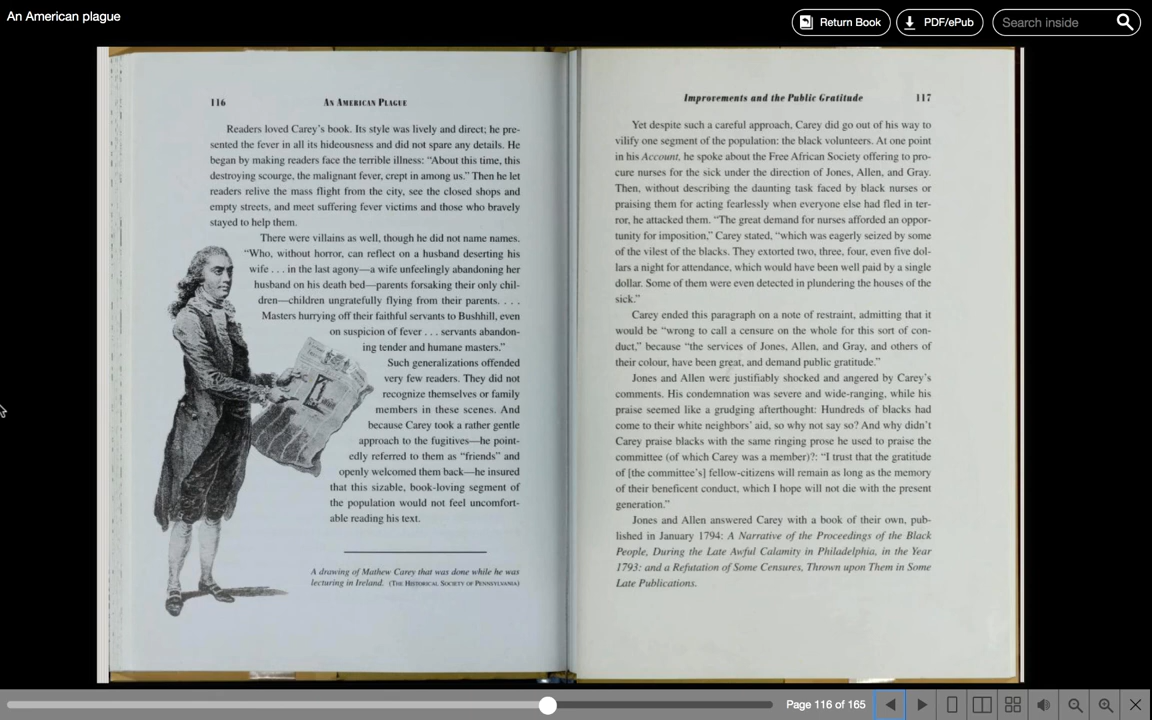 An American plague
Return Book
PDF/ePub
Search inside
116
AN AMERICAN PLAGUE
Readers loved Carey's book. Its style was lively and direct; he pre-
sented the fever in all its hideousness and did not spare any details. He
began by making readers face the terrible illness: "About this time, this
destroying scourge, the malignant fever, crept in among us." Then he let
readers relive the mass flight from the city, see the closed shops and
empty streets, and meet suffering fever victims and those who bravely
stayed to help them.
There were villains as well, though he did not name names.
"Who, without horror, can reflect on a husband deserting his
wife . . . in the last agony—a wife unfeelingly abandoning her
husband on his death bed—parents forsaking their only chil-
dren—children ungratefully flying from their parents. . . .
Masters hurrying off their faithful servants to Bushhill, even
on suspicion of fever . . . servants abandon-
ing tender and humane masters."
Such generalizations offended
very few readers. They did not
recognize themselves or family
members in these scenes. And
because Carey took a rather gentle
approach to the fugitives—he point-
edly referred to them as "friends" and
openly welcomed them back—he insured
that this sizable, book-loving segment of
the population would not feel uncomfort-
able reading his text.
A drawing of Mathew Carey that was done while he was
lecturing in Ireland. (THE HISTORICAL SOCIETY OF PENNSYLVANIA)
Improvements and the Public Gratitude
117
Yet despite such a careful approach, Carey did go out of his way to
vilify one segment of the population: the black volunteers. At one point
in his Account, he spoke about the Free African Society offering to pro-
cure nurses for the sick under the direction of Jones, Allen, and Gray.
Then, without describing the daunting task faced by black nurses or
praising them for acting fearlessly when everyone else had fled in ter-
ror, he attacked them. "The great demand for nurses afforded an oppor-
tunity for imposition," Carey stated, "which was eagerly seized by some
of the vilest of the blacks. They extorted two, three, four, even five dol-
lars a night for attendance, which would have been well paid by a single
dollar. Some of them were even detected in plundering the houses of the
sick."
Carey ended this paragraph on a note of restraint, admitting that it
would be "wrong to call a censure on the whole for this sort of con-
duct," because "the services of Jones, Allen, and Gray, and others of
their colour, have been great, and demand public gratitude."
Jones and Allen were justifiably shocked and angered by Carey's
comments. His condemnation was severe and wide-ranging, while his
praise seemed like a grudging afterthought: Hundreds of blacks had
come to their white neighbors' aid, so why not say so? And why didn't
Carey praise blacks with the same ringing prose he used to praise the
committee (of which Carey was a member)?: "I trust that the gratitude
of [the committee's] fellow-citizens will remain as long as the memory
of their beneficent conduct, which I hope will not die with the present
generation."
Jones and Allen answered Carey with a book of their own, pub-
lished in January 1794: A Narrative of the Proceedings of the Black
People, During the Late Awful Calamity in Philadelphia, in the Year
1793: and a Refutation of Some Censures, Thrown upon Them in Some
Late Publications.
Page 116 of 165